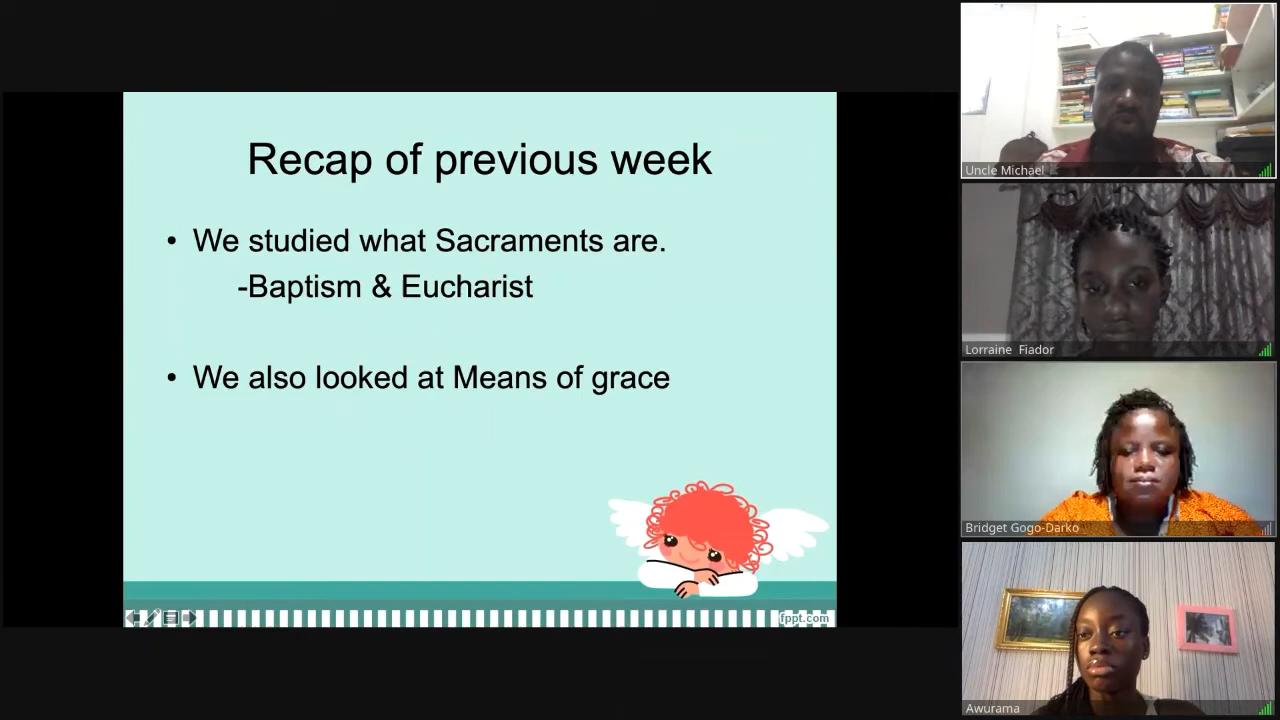 Recap of previous week
• We studied what Sacraments are.
-Baptism & Eucharist
• We also looked at Means of grace
fppt.com
Uncle Michael
Lorraine Fiador
Bridget Gogo-Darko
Awurama